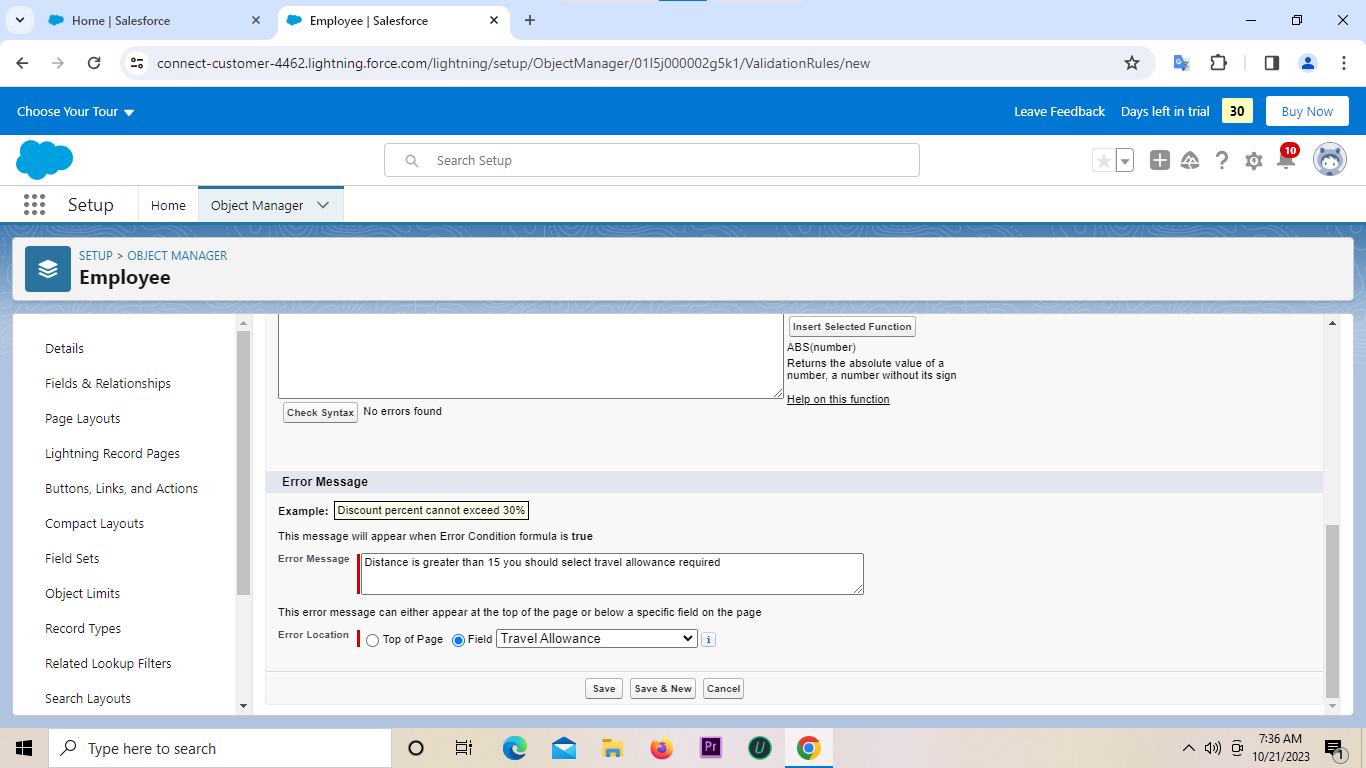 Home | Salesforce
Employee | Salesforce
connect-customer-4462.lightning.force.com/lightning/setup/ObjectManager/01I5j000002g5k1/ValidationRules/new
Choose Your Tour
Leave Feedback
Days left in trial
30
Buy Now
Search Setup
10
Setup
Home
Object Manager
SETUP > OBJECT MANAGER
Employee
Details
Fields & Relationships
Page Layouts
Lightning Record Pages
Buttons, Links, and Actions
Compact Layouts
Field Sets
Object Limits
Record Types
Related Lookup Filters
Search Layouts
Insert Selected Function
ABS(number)
Returns the absolute value of a
number, a number without its sign
Help on this function
Check Syntax No errors found
Error Message
Example: Discount percent cannot exceed 30%
This message will appear when Error Condition formula is true
Error Message Distance is greater than 15 you should select travel allowance required
This error message can either appear at the top of the page or below a specific field on the page
Error Location Top of Page Field Travel Allowance i
Save Save & New Cancel
Type here to search
Pr
U
7:36 AM
10/21/2023
1